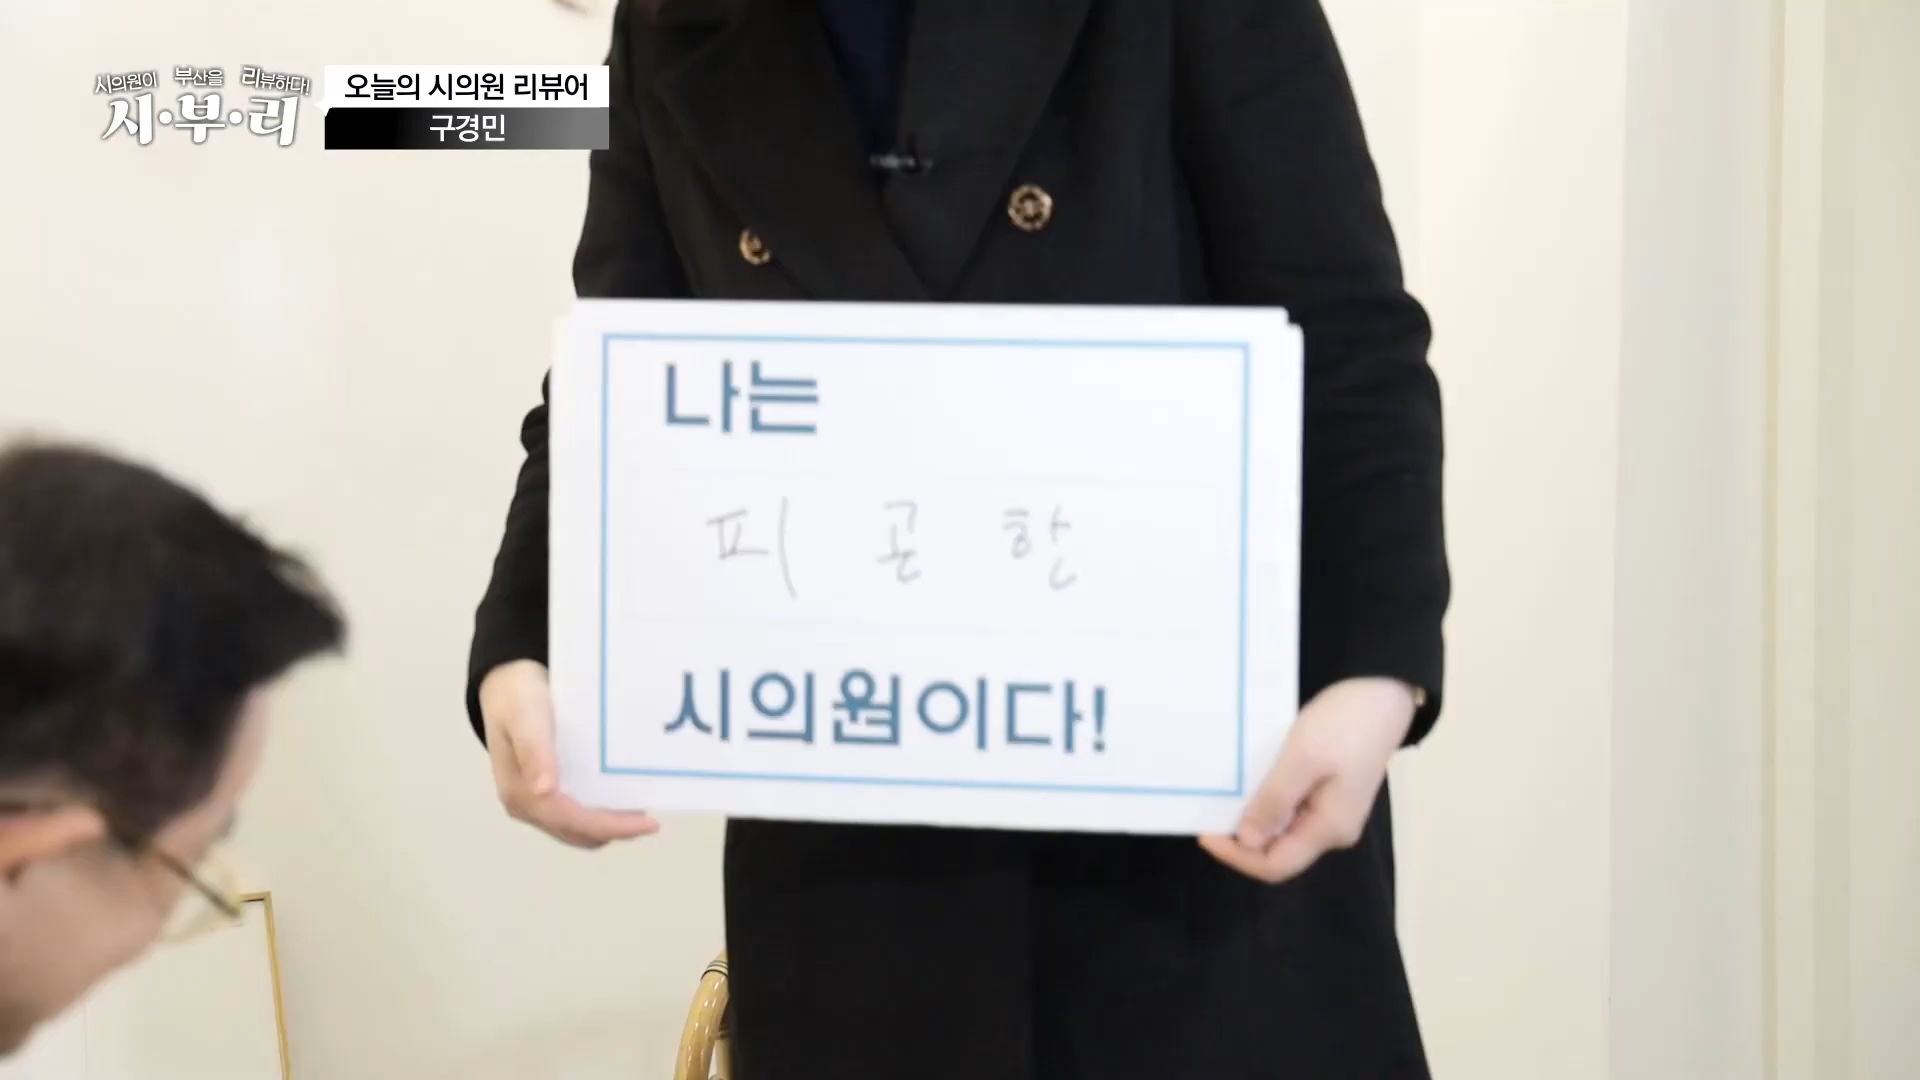 시의원이 부산을 리뷰하다!
시·부·리
오늘의 시의원 리뷰어
구경민
나는
피곤한
시의원이다!